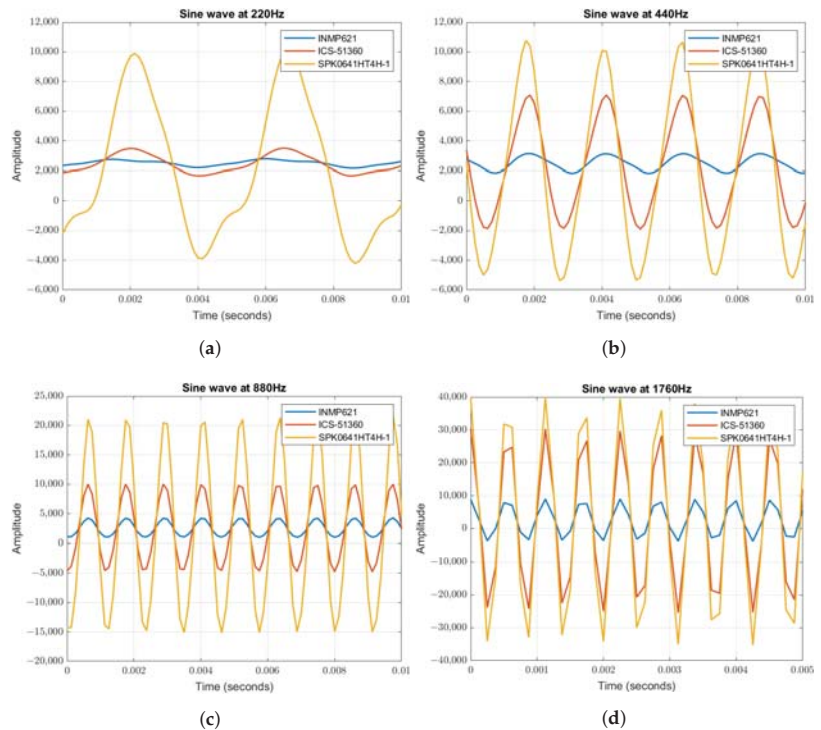 Sine wave at 220Hz
12,000
10,000
8,000
6,000
4,000
2,000
0
−2,000
−4,000
−6,000
Amplitude
INMP621
ICS-51360
SPK0641HT4H-1
0
0.002
0.004
0.006
0.008
0.01
Time (seconds)
(a)
Sine wave at 440Hz
12,000
10,000
8,000
6,000
4,000
2,000
0
−2,000
−4,000
−6,000
Amplitude
INMP621
ICS-51360
SPK0641HT4H-1
0
0.002
0.004
0.006
0.008
0.01
Time (seconds)
(b)
Sine wave at 880Hz
25,000
20,000
15,000
10,000
5,000
0
−5,000
−10,000
−15,000
−20,000
Amplitude
INMP621
ICS-51360
SPK0641HT4H-1
0
0.002
0.004
0.006
0.008
0.01
Time (seconds)
(c)
Sine wave at 1760Hz
40,000
30,000
20,000
10,000
0
−10,000
−20,000
−30,000
−40,000
Amplitude
INMP621
ICS-51360
SPK0641HT4H-1
0
0.001
0.002
0.003
0.004
0.005
Time (seconds)
(d)